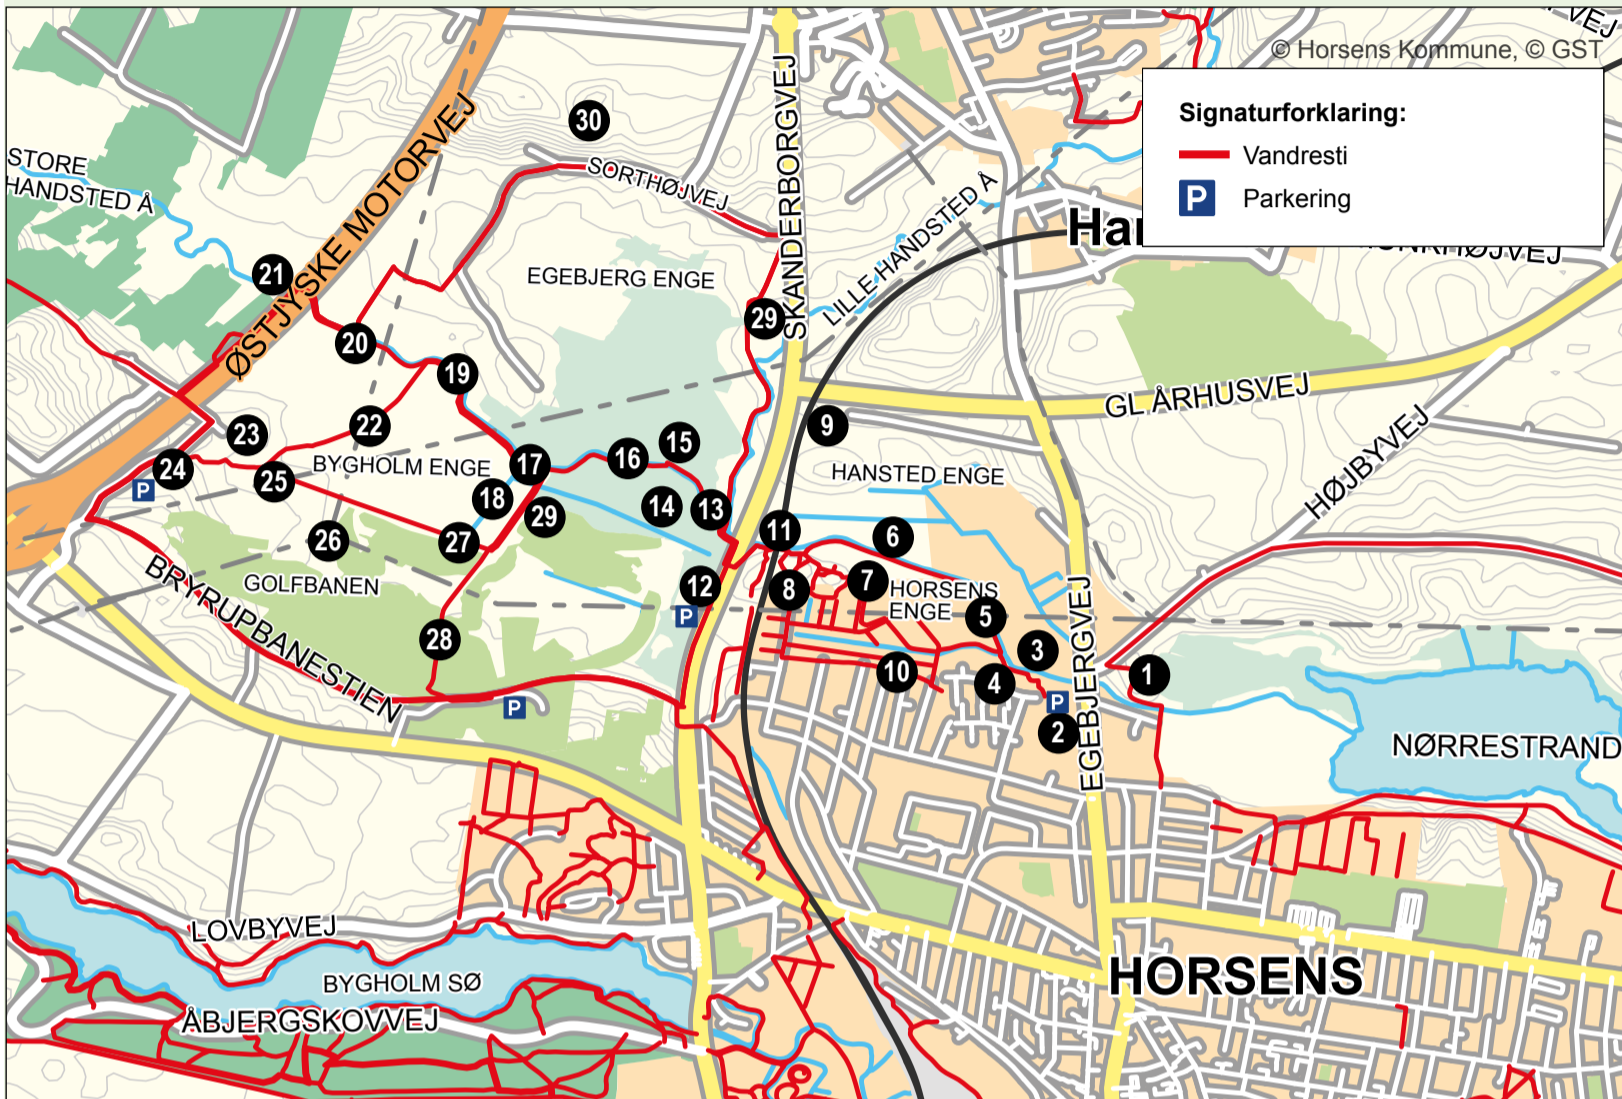 © Horsens Kommune, © GST
Signaturforklaring:
Vandresti
P Parkering
30
STORE
HANDSTED Å
ØSTJYSKE MOTORVEJ
SORTHØJVEJ
SKANDERBORGVEJ
LILLE HANDSTED Å
Har
21
EGEBJERG ENGE
29
20
19
GL ÅRHUSVEJ
HØJBYVEJ
22
23
9
15
16
17
BYGHOLM ENGE
24
25
P
HANSTED ENGE
18
14
13
29
11
6
26
27
GOLFBANEN
BRYRUPBANESTIEN
12
P
8
7
HORSENS
ENGE
5
28
3
10
4
1
P
2
EGEBJERGVEJ
P
NØRRESTRAND
LOVBYVEJ
BYGHOLM SØ
ÅBJERGSKOVVEJ
HORSENS